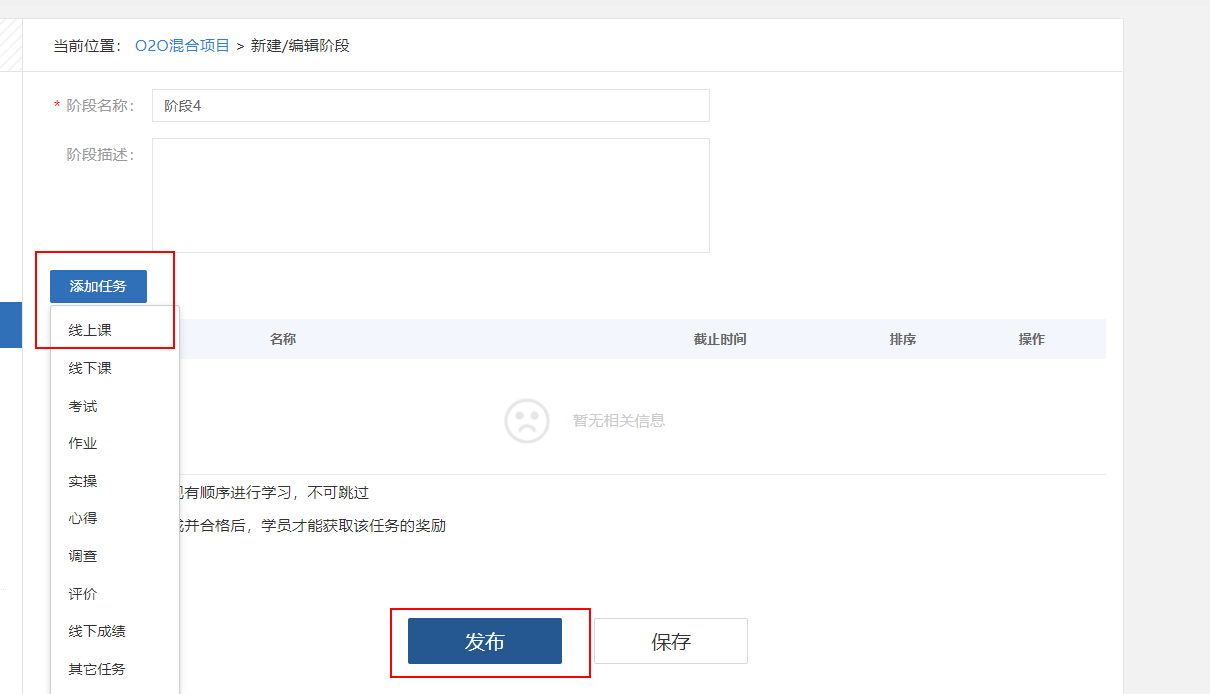 当前位置： O2O混合项目 > 新建/编辑阶段
* 阶段名称： 阶段4
阶段描述：
添加任务
线上课
名称 截止时间 排序 操作
线下课
考试
暂无相关信息
作业
实操
有顺序进行学习，不可跳过
心得
并合格后，学员才能获取该任务的奖励
调查
评价
线下成绩
发布 保存
其它任务